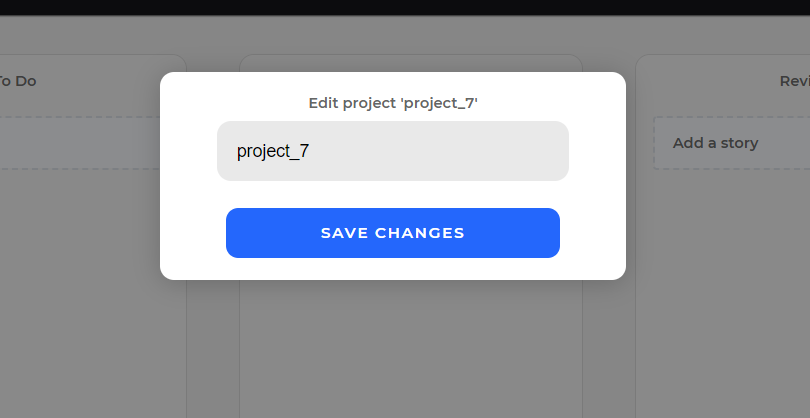 To Do
Revi
Edit project 'project_7'
project_7
Add a story
SAVE CHANGES